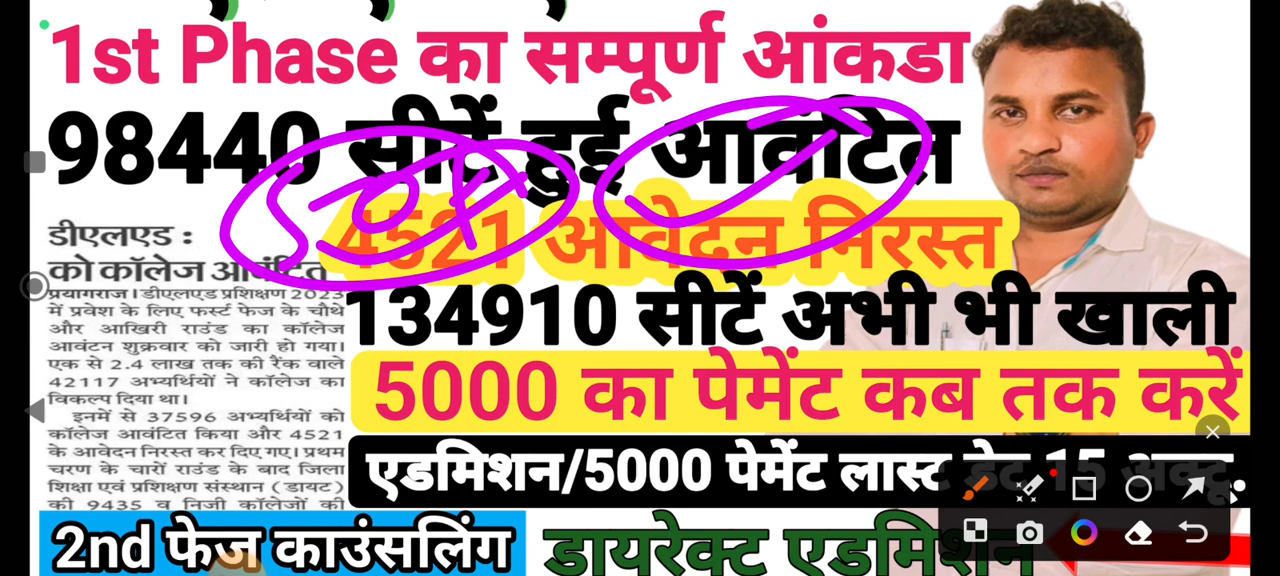 1st Phase का सम्पूर्ण आंकडा
98440 सीटें हुई आवंटित
4521 आवेदन निरस्त
134910 सीटें अभी भी खाली
5000 का पेमेंट कब तक करें
एडमिशन/5000 पेमेंट लास्ट डेट 15 अक्टू
डीएलएड :
को कॉलेज आवंटित
प्रयागराज। डीएलएड प्रशिक्षण 2023
में प्रवेश के लिए फर्स्ट फेज के चौथे
और आखिरी राउंड का कॉलेज
आवंटन शुक्रवार को जारी हो गया।
एक से 2.4 लाख तक की रैंक वाले
42117 अभ्यर्थियों ने कॉलेज का
विकल्प दिया था।
इनमें से 37596 अभ्यर्थियों को
कॉलेज आवंटित किया और 4521
के आवेदन निरस्त कर दिए गए। प्रथम
चरण के चारों राउंड के बाद जिला
शिक्षा एवं प्रशिक्षण संस्थान (डायट)
की 9435 व निजी कॉलेजों की
2nd फेज काउंसलिंग
डायरेक्ट एडमिशन